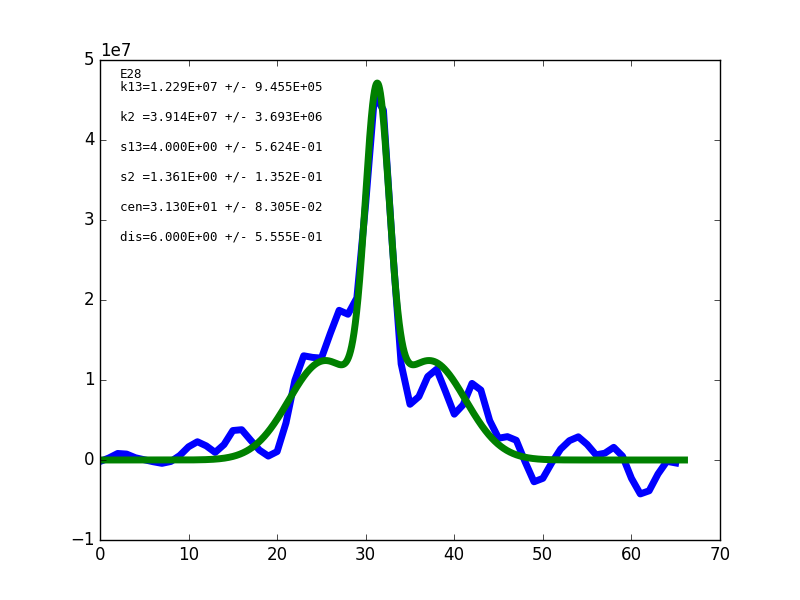 1e7
E28
k13=1.229E+07 +/- 9.455E+05
k2 =3.914E+07 +/- 3.693E+06
s13=4.000E+00 +/- 5.624E-01
s2 =1.361E+00 +/- 1.352E-01
cen=3.130E+01 +/- 8.305E-02
dis=6.000E+00 +/- 5.555E-01
5
4
3
2
1
0
−1
0 10 20 30 40 50 60 70